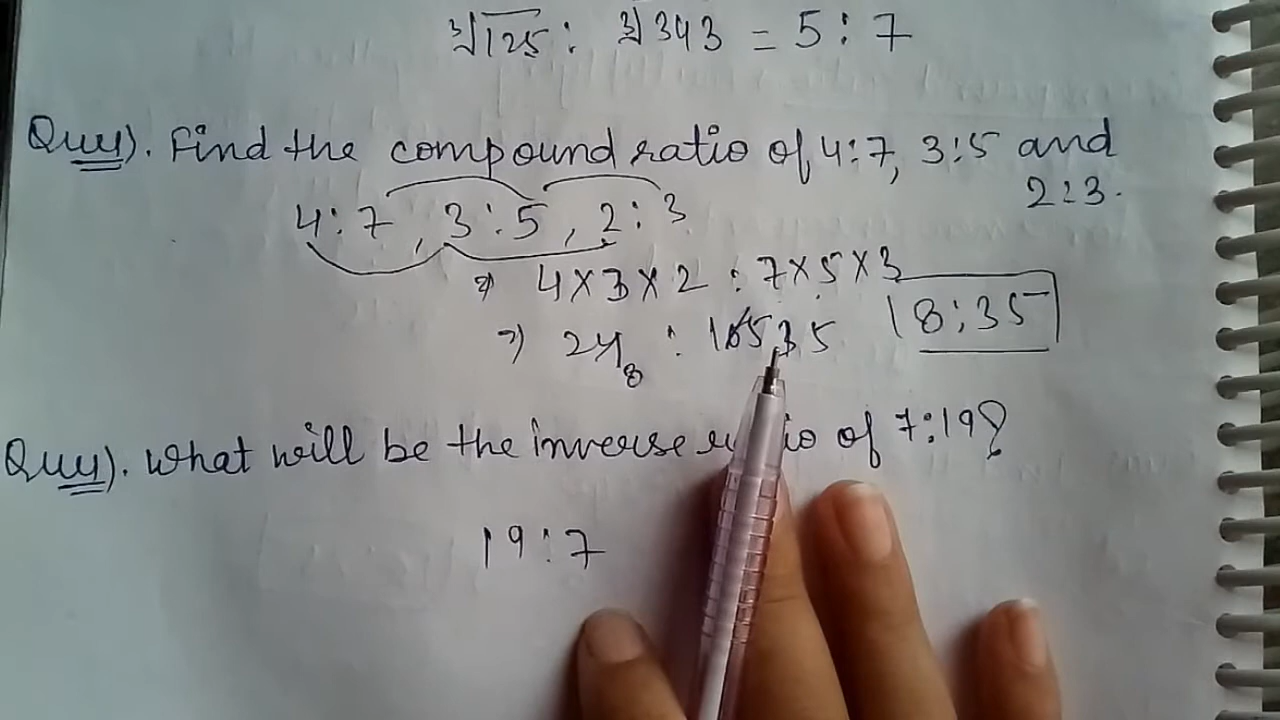 ∛125 : ∛343 = 5 : 7
Find the compound ratio of 4:7, 3:5 and
2:3.
4:7, 3:5, 2:3
⇒ 4×3×2 : 7×5×3
8:35
⇒ 24 8 : 105 35
What will be the inverse ratio of 7:19?
19:7